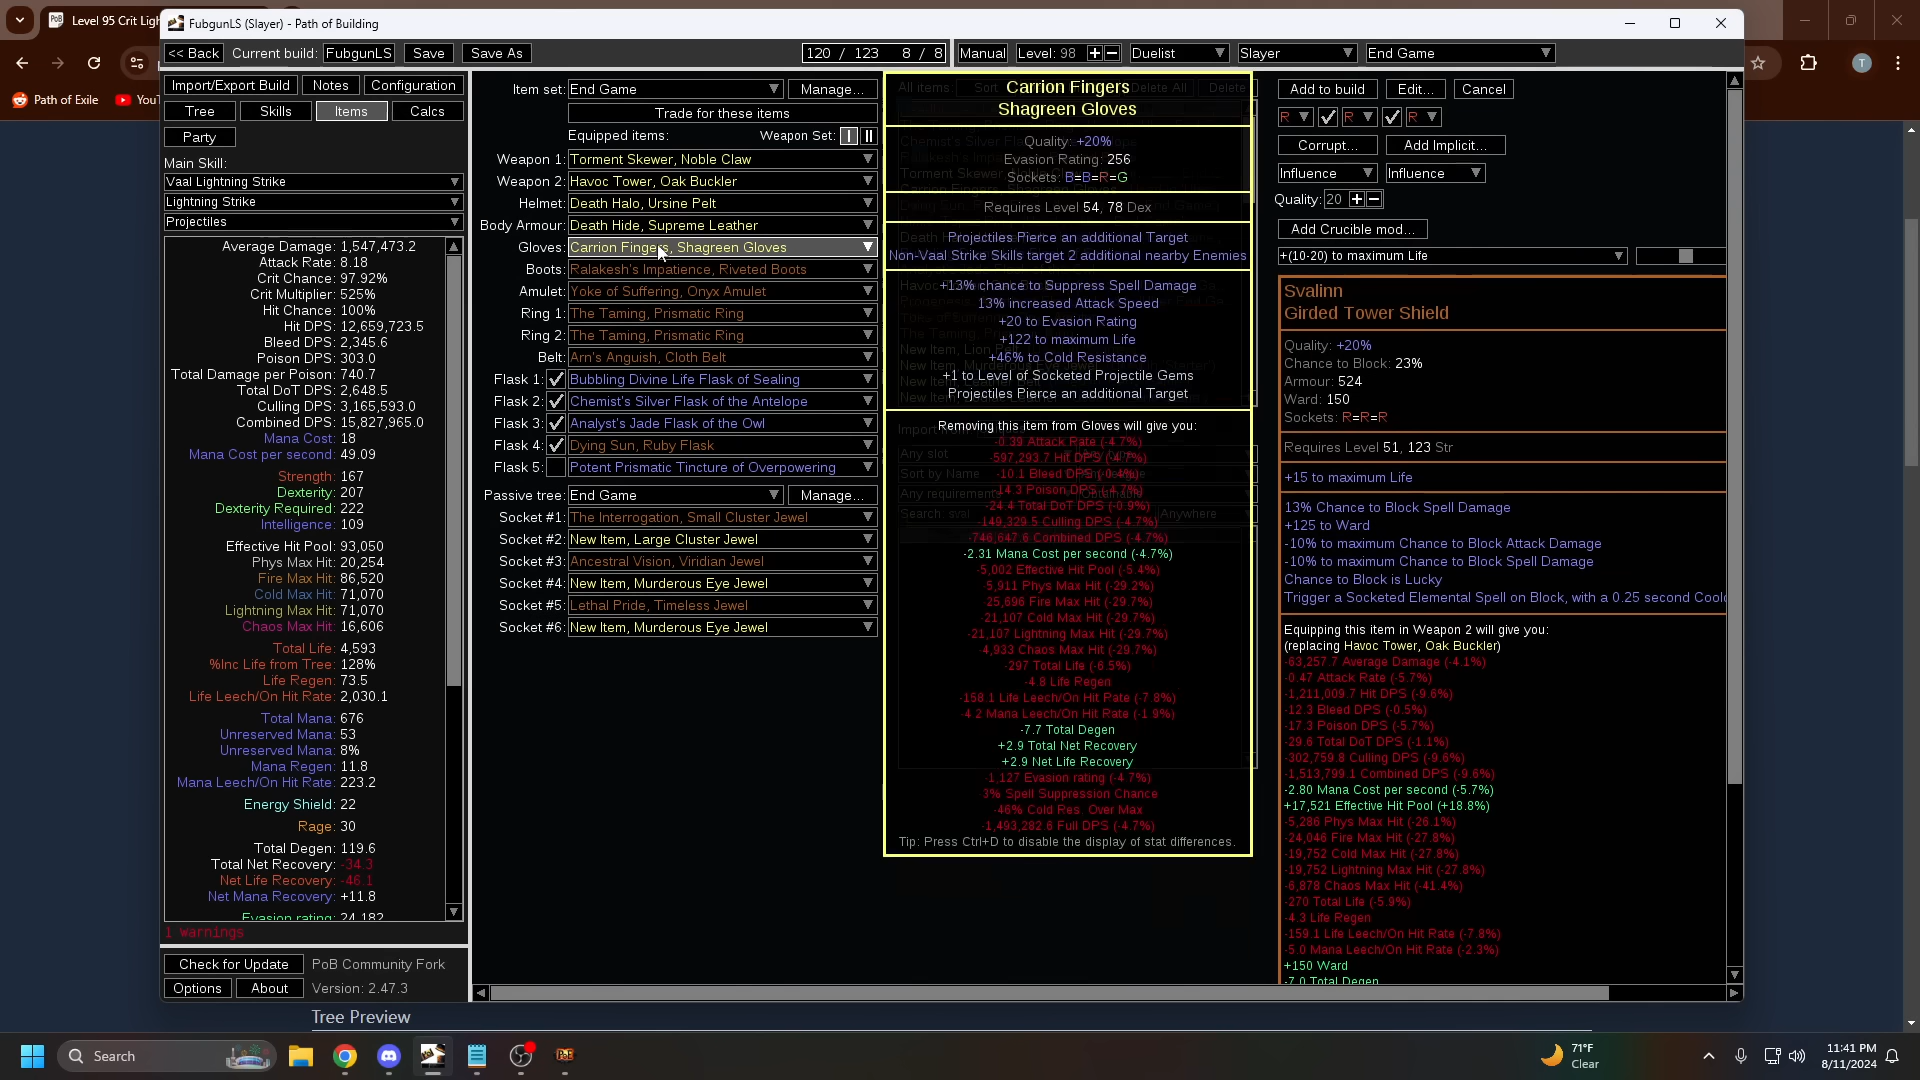 Level 95 Crit Ligh
FubgunLS (Slayer) - Path of Building
<< Back
Current build: FubgunLS
Save
Save As
120 / 123 8 / 8
Manual
Level: 98
Duelist
Slayer
End Game
Path of Exile
T
Import/Export Build
Notes
Configuration
Tree
Skills
Items
Calcs
Party
Main Skill:
Vaal Lightning Strike
Lightning Strike
Projectiles
Average Damage: 1,547,473.2
Attack Rate: 8.18
Crit Chance: 97.92%
Crit Multiplier: 525%
Hit Chance: 100%
Hit DPS: 12,659,723.5
Bleed DPS: 2,345.6
Poison DPS: 303.0
Total Damage per Poison: 740.7
Total DoT DPS: 2,648.5
Culling DPS: 3,165,593.0
Combined DPS: 15,827,965.0
Mana Cost: 18
Mana Cost per second: 49.09
Strength: 167
Dexterity: 207
Dexterity Required: 222
Intelligence: 109
Effective Hit Pool: 93,050
Phys Max Hit: 20,254
Fire Max Hit: 86,520
Cold Max Hit: 71,070
Lightning Max Hit: 71,070
Chaos Max Hit: 16,606
Total Life: 4,593
%Inc Life from Tree: 128%
Life Regen: 73.5
Life Leech/On Hit Rate: 2,030.1
Total Mana: 676
Unreserved Mana: 53
Unreserved Mana: 8%
Mana Regen: 11.8
Mana Leech/On Hit Rate: 223.2
Energy Shield: 22
Rage: 30
Total Degen: 119.6
Total Net Recovery: -34.3
Net Life Recovery: -46.1
Net Mana Recovery: +11.8
Evasion rating: 24,182
1 Warnings
Check for Update
PoB Community Fork
Options
About
Version: 2.47.3
Item set: End Game
Manage...
Trade for these items
Equipped items:
Weapon Set: I II
Weapon 1: Torment Skewer, Noble Claw
Weapon 2: Havoc Tower, Oak Buckler
Helmet: Death Halo, Ursine Pelt
Body Armour: Death Hide, Supreme Leather
Gloves: Carrion Fingers, Shagreen Gloves
Boots: Ralakesh's Impatience, Riveted Boots
Amulet: Yoke of Suffering, Onyx Amulet
Ring 1: The Taming, Prismatic Ring
Ring 2: The Taming, Prismatic Ring
Belt: Arn's Anguish, Cloth Belt
Flask 1: Bubbling Divine Life Flask of Sealing
Flask 2: Chemist's Silver Flask of the Antelope
Flask 3: Analyst's Jade Flask of the Owl
Flask 4: Dying Sun, Ruby Flask
Flask 5: Potent Prismatic Tincture of Overpowering
Passive tree: End Game
Manage...
Socket #1: The Interrogation, Small Cluster Jewel
Socket #2: New Item, Large Cluster Jewel
Socket #3: Ancestral Vision, Viridian Jewel
Socket #4: New Item, Murderous Eye Jewel
Socket #5: Lethal Pride, Timeless Jewel
Socket #6: New Item, Murderous Eye Jewel
Carrion Fingers
Shagreen Gloves
Quality: +20%
Evasion Rating: 256
Sockets: B=B=R=G
Requires Level 54, 78 Dex
Projectiles Pierce an additional Target
Non-Vaal Strike Skills target 2 additional nearby Enemies
+13% chance to Suppress Spell Damage
13% increased Attack Speed
+20 to Evasion Rating
+122 to maximum Life
+46% to Cold Resistance
+1 to Level of Socketed Projectile Gems
Projectiles Pierce an additional Target
Removing this item from Gloves will give you:
-0.39 Attack Rate (-4.7%)
-597,293.7 Hit DPS (-4.7%)
-10.1 Bleed DPS (-0.4%)
-14.3 Poison DPS (-4.7%)
-24.4 Total DoT DPS (-0.9%)
-149,329.5 Culling DPS (-4.7%)
-746,647.6 Combined DPS (-4.7%)
-2.31 Mana Cost per second (-4.7%)
-5,002 Effective Hit Pool (-5.4%)
-5,911 Phys Max Hit (-29.2%)
-25,696 Fire Max Hit (-29.7%)
-21,107 Cold Max Hit (-29.7%)
-21,107 Lightning Max Hit (-29.7%)
-4,933 Chaos Max Hit (-29.7%)
-297 Total Life (-6.5%)
-4.8 Life Regen
-158.1 Life Leech/On Hit Rate (-7.8%)
-4.2 Mana Leech/On Hit Rate (-1.9%)
-7.7 Total Degen
+2.9 Total Net Recovery
+2.9 Net Life Recovery
-1,127 Evasion rating (-4.7%)
-3% Spell Suppression Chance
-46% Cold Res. Over Max
-1,493,282.6 Full DPS (-4.7%)
Tip: Press Ctrl+D to disable the display of stat differences.
Add to build
Edit...
Cancel
R R R
Corrupt...
Add Implicit...
Influence
Influence
Quality: 20
Add Crucible mod...
+(10-20) to maximum Life
Svalinn
Girded Tower Shield
Quality: +20%
Chance to Block: 23%
Armour: 524
Ward: 150
Sockets: R=R=R
Requires Level 51, 123 Str
+15 to maximum Life
13% Chance to Block Spell Damage
+125 to Ward
-10% to maximum Chance to Block Attack Damage
-10% to maximum Chance to Block Spell Damage
Chance to Block is Lucky
Trigger a Socketed Elemental Spell on Block, with a 0.25 second Cool
Equipping this item in Weapon 2 will give you:
(replacing Havoc Tower, Oak Buckler)
-63,257.7 Average Damage (-4.1%)
-0.47 Attack Rate (-5.7%)
-1,211,009.7 Hit DPS (-9.6%)
-12.3 Bleed DPS (-0.5%)
-17.3 Poison DPS (-5.7%)
-29.6 Total DoT DPS (-1.1%)
-302,759.8 Culling DPS (-9.6%)
-1,513,799.1 Combined DPS (-9.6%)
-2.80 Mana Cost per second (-5.7%)
+17,521 Effective Hit Pool (+18.8%)
-5,286 Phys Max Hit (-26.1%)
-24,046 Fire Max Hit (-27.8%)
-19,752 Cold Max Hit (-27.8%)
-19,752 Lightning Max Hit (-27.8%)
-6,878 Chaos Max Hit (-41.4%)
-270 Total Life (-5.9%)
-4.3 Life Regen
-159.1 Life Leech/On Hit Rate (-7.8%)
-5.0 Mana Leech/On Hit Rate (-2.3%)
+150 Ward
-7.0 Total Degen
Tree Preview
Search
71°F
Clear
11:41 PM
8/11/2024